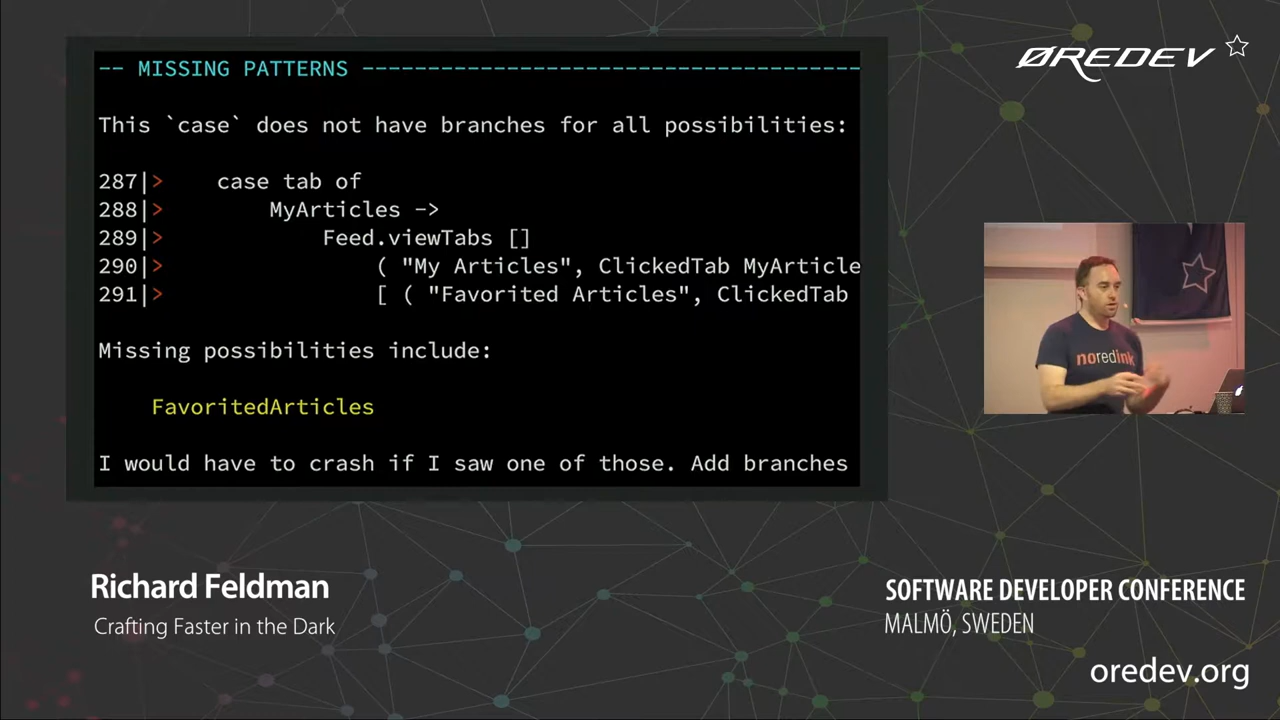 -- MISSING PATTERNS -------------------------------------
This `case` does not have branches for all possibilities:
287|>    case tab of
288|>        MyArticles ->
289|>            Feed.viewTabs []
290|>                ( "My Articles", ClickedTab MyArticle
291|>                [ ( "Favorited Articles", ClickedTab
Missing possibilities include:
FavoritedArticles
I would have to crash if I saw one of those. Add branches
ØREDEV
noredink
Richard Feldman
Crafting Faster in the Dark
SOFTWARE DEVELOPER CONFERENCE
MALMÖ, SWEDEN
oredev.org